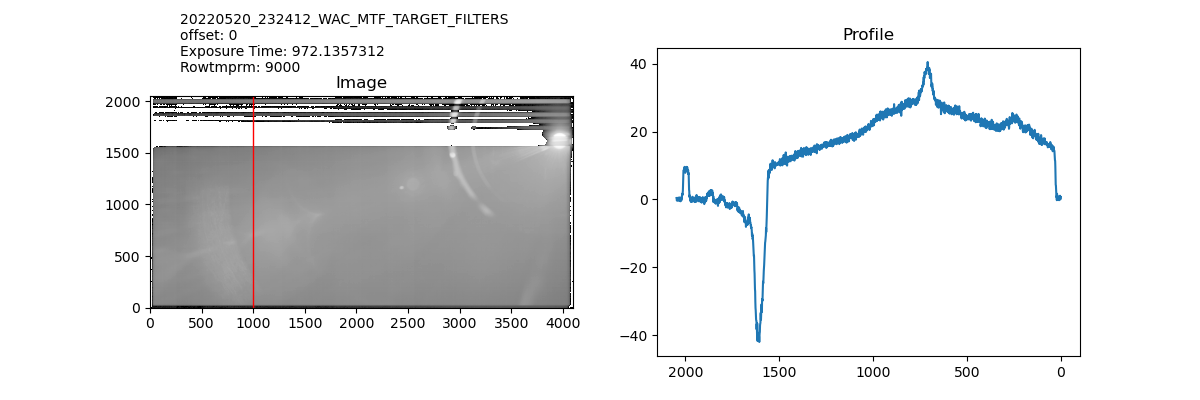 20220520_232412_WAC_MTF_TARGET_FILTERS
offset: 0
Exposure Time: 972.1357312
Rowtmprm: 9000
Image
2000
1500
1000
500
0
0 500 1000 1500 2000 2500 3000 3500 4000
Profile
40
20
0
−20
−40
2000 1500 1000 500 0